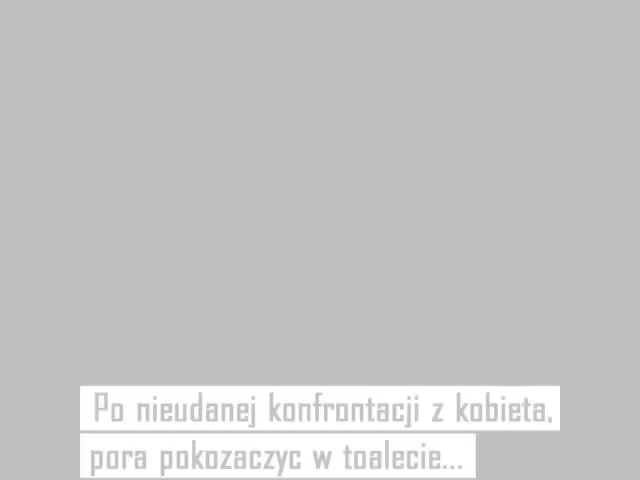 Po nieudanej konfrontacji z kobieta,
pora pokozaczyc w toalecie...